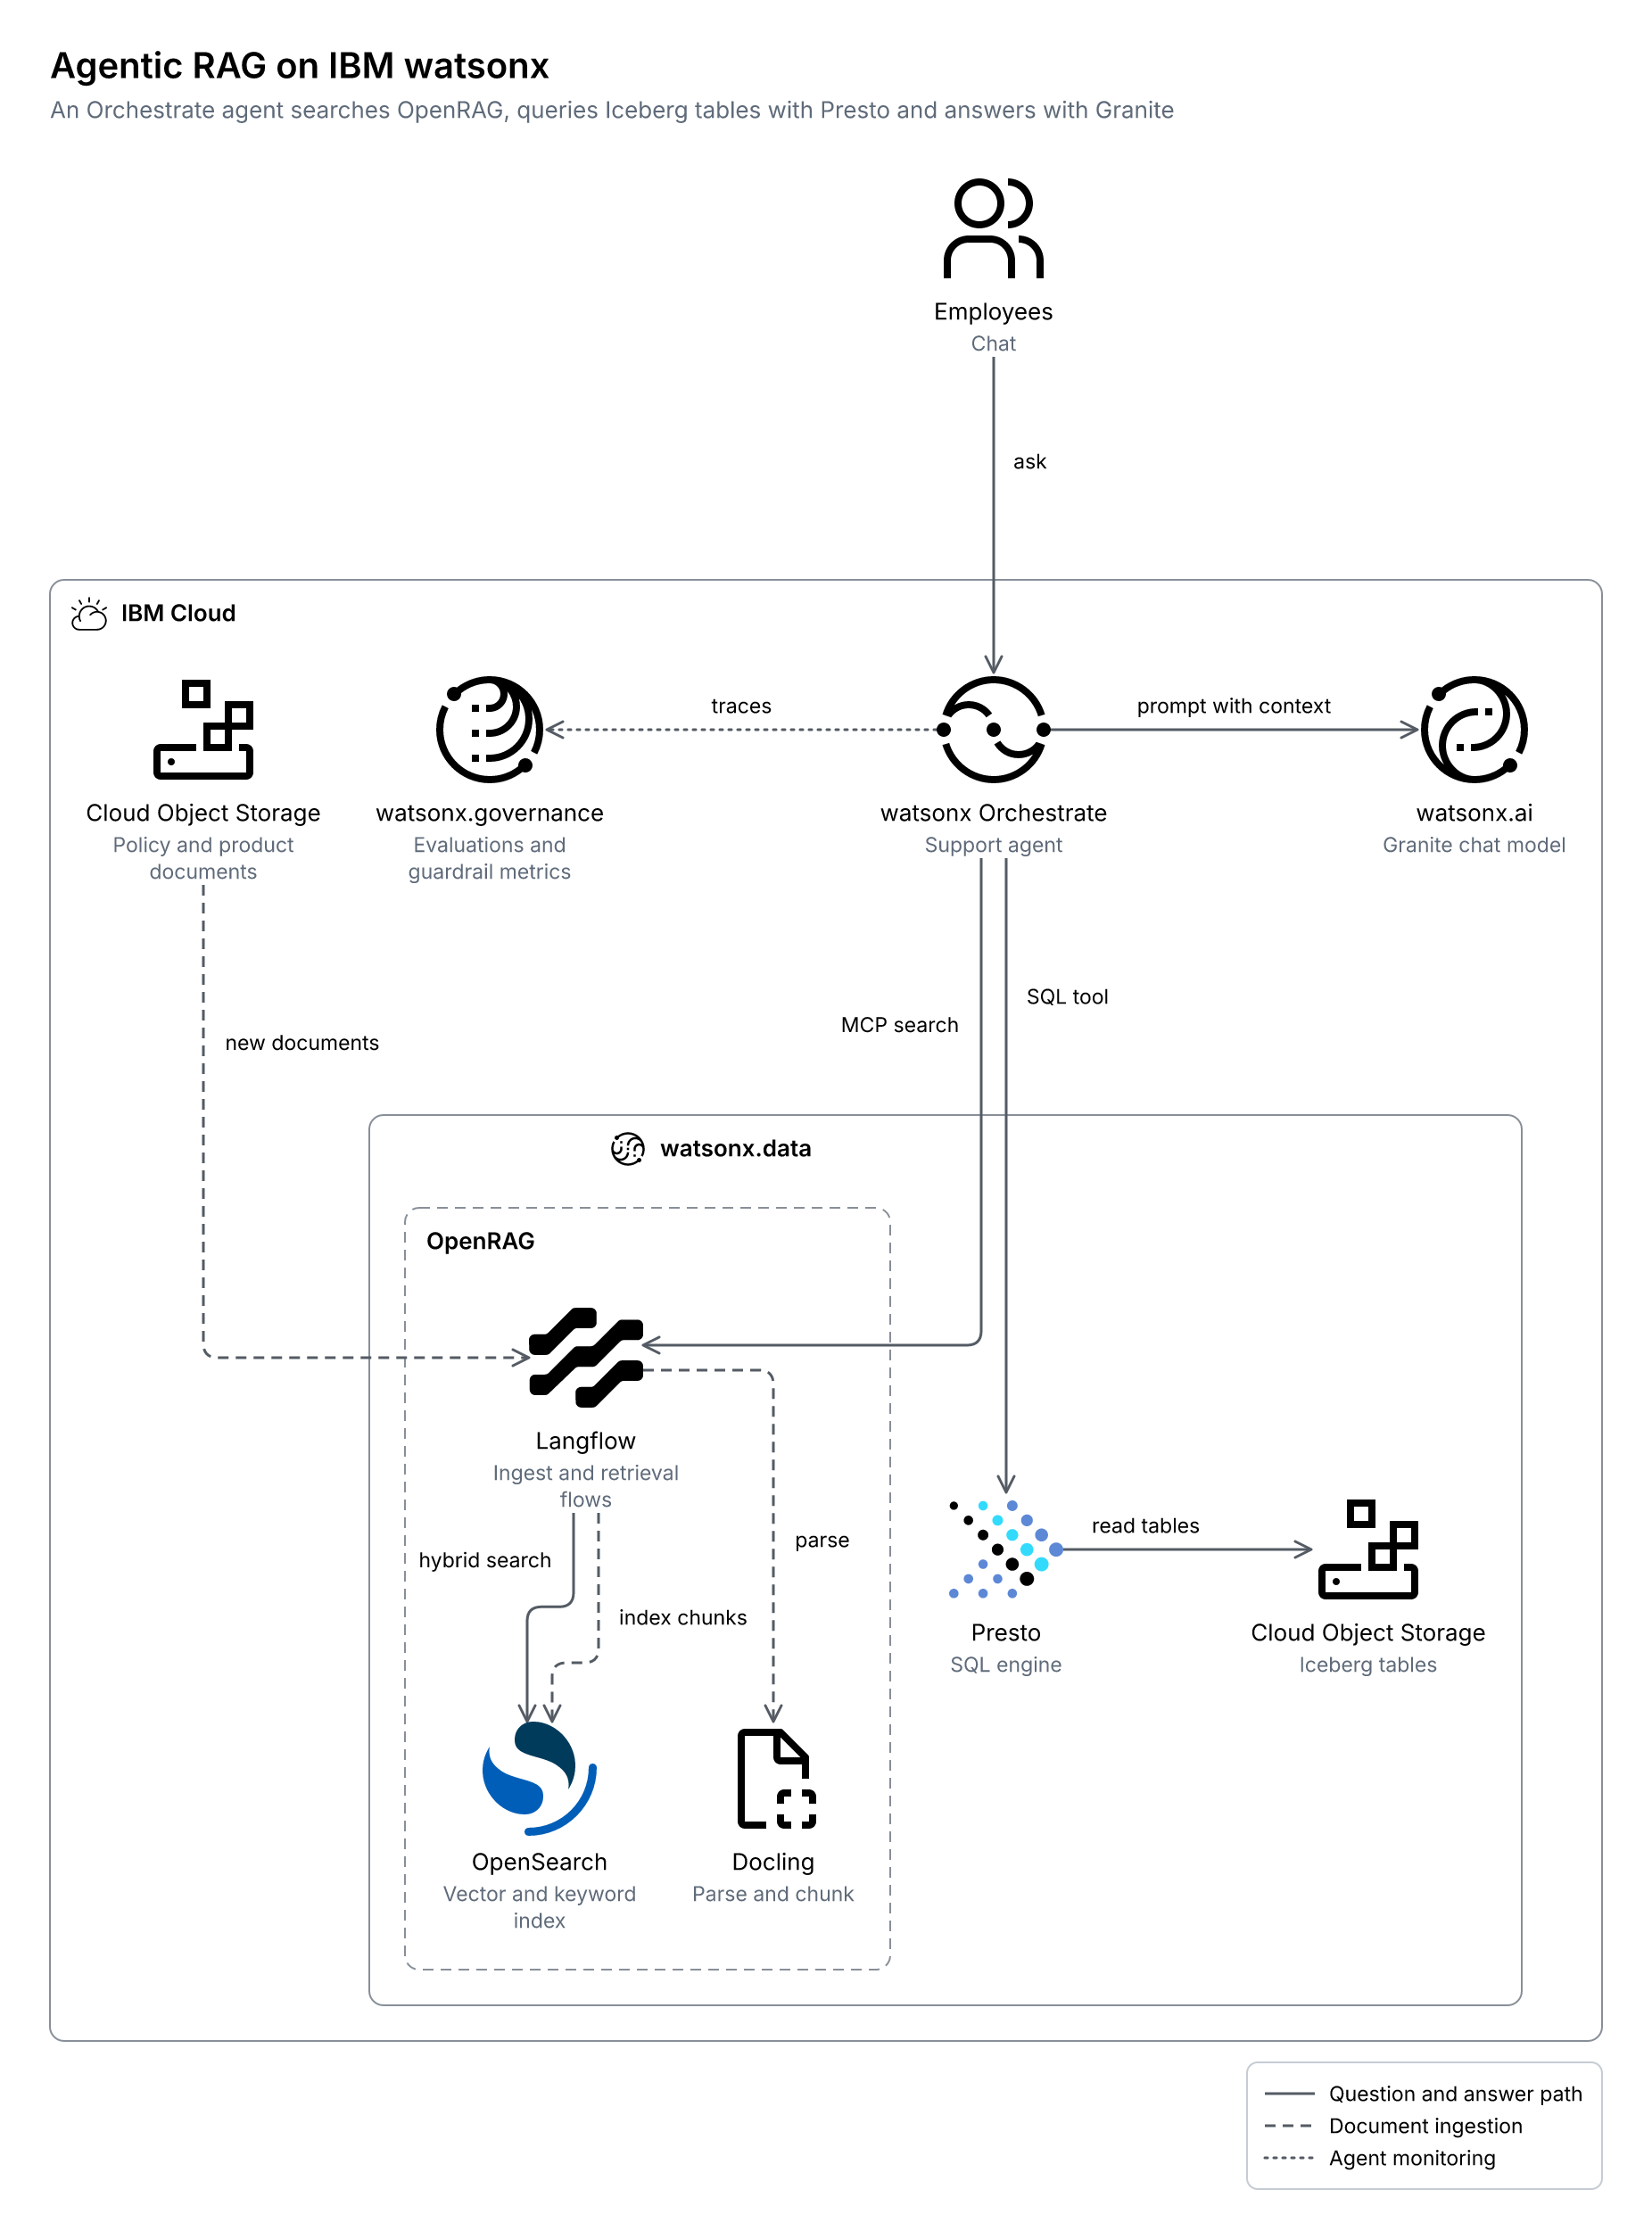 Agentic RAG on IBM watsonx
An Orchestrate agent searches OpenRAG, queries Iceberg tables with Presto and answers with Granite
Employees
Chat
ask
IBM Cloud
traces
prompt with context
Cloud Object Storage
Policy and product
documents
watsonx.governance
Evaluations and
guardrail metrics
watsonx Orchestrate
Support agent
watsonx.ai
Granite chat model
SQL tool
MCP search
new documents
watsonx.data
OpenRAG
Langflow
Ingest and retrieval
flows
hybrid search
parse
index chunks
read tables
Presto
SQL engine
Cloud Object Storage
Iceberg tables
OpenSearch
Vector and keyword
index
Docling
Parse and chunk
Question and answer path
Document ingestion
Agent monitoring